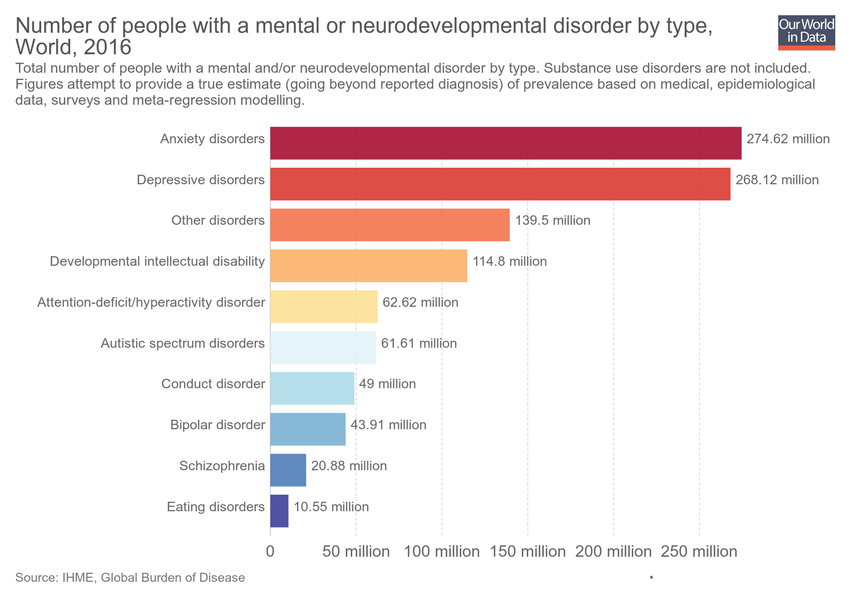 Number of people with a mental or neurodevelopmental disorder by type,
World, 2016
Our World
in Data
Total number of people with a mental and/or neurodevelopmental disorder by type. Substance use disorders are not included.
Figures attempt to provide a true estimate (going beyond reported diagnosis) of prevalence based on medical, epidemiological
data, surveys and meta-regression modelling.
Anxiety disorders 274.62 million
Depressive disorders 268.12 million
Other disorders 139.5 million
Developmental intellectual disability 114.8 million
Attention-deficit/hyperactivity disorder 62.62 million
Autistic spectrum disorders 61.61 million
Conduct disorder 49 million
Bipolar disorder 43.91 million
Schizophrenia 20.88 million
Eating disorders 10.55 million
0 50 million 100 million 150 million 200 million 250 million
Source: IHME, Global Burden of Disease